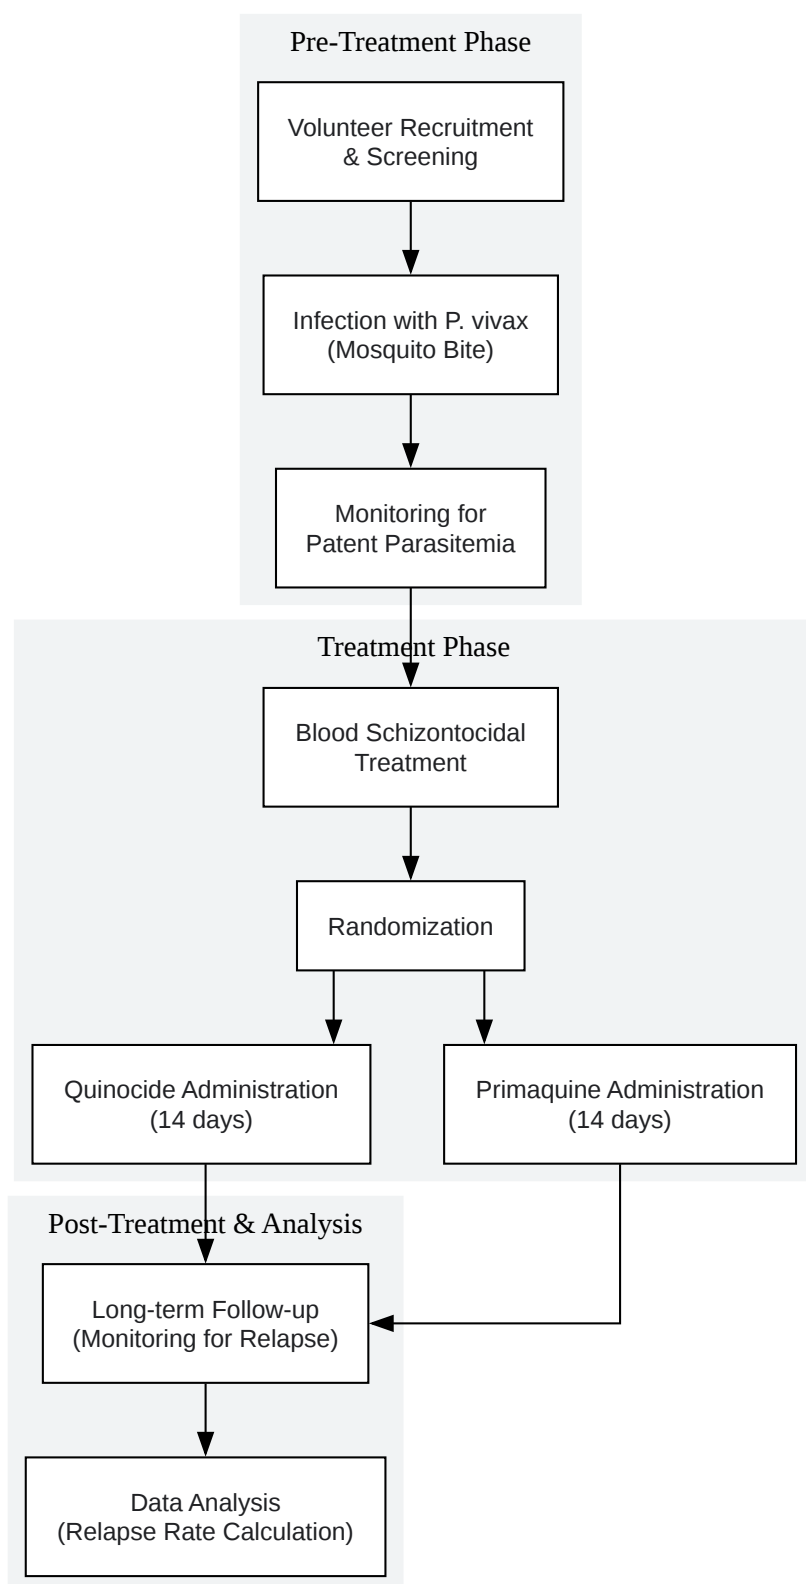 Pre-Treatment Phase
Volunteer Recruitment
& Screening
Infection with P. vivax
(Mosquito Bite)
Monitoring for
Patent Parasitemia
Treatment Phase
Blood Schizontocidal
Treatment
Randomization
Quinocide Administration
(14 days)
Primaquine Administration
(14 days)
Post-Treatment & Analysis
Long-term Follow-up
(Monitoring for Relapse)
Data Analysis
(Relapse Rate Calculation)